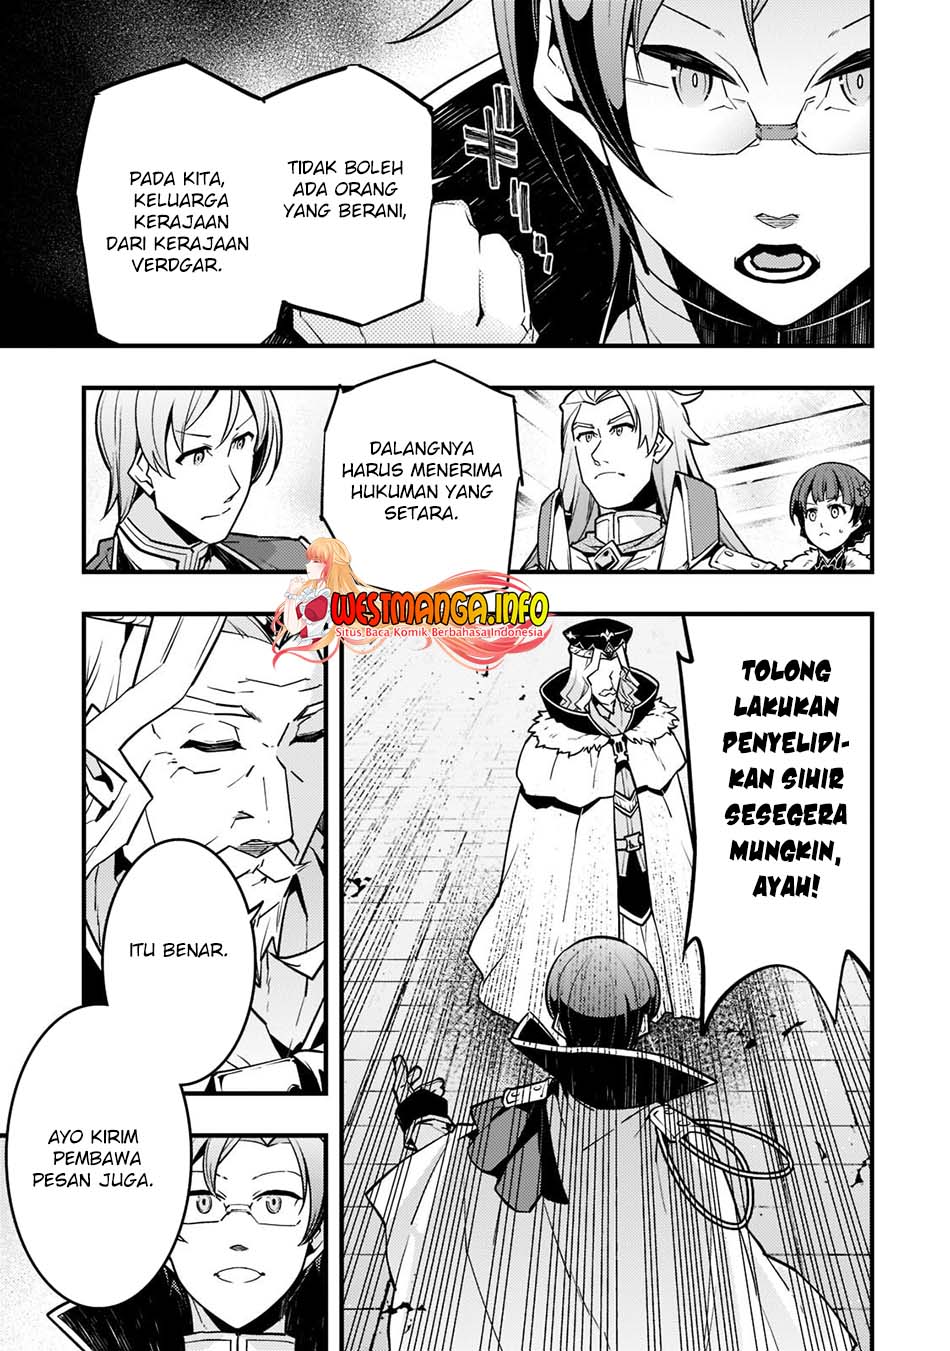 TIDAK BOLEH
ADA ORANG
YANG BERANI,
PADA KITA,
KELUARGA
KERAJAAN
DARI KERAJAAN
VERDGAR.
DALANGNYA
HARUS MENERIMA
HUKUMAN YANG
SETARA.
WESTMANGA.INFO
Situs Baca Komik Berbahasa Indonesia
TOLONG
LAKUKAN
PENYELIDI-
KAN SIHIR
SESEGERA
MUNGKIN,
AYAH!
ITU BENAR.
AYO KIRIM
PEMBAWA
PESAN JUGA.